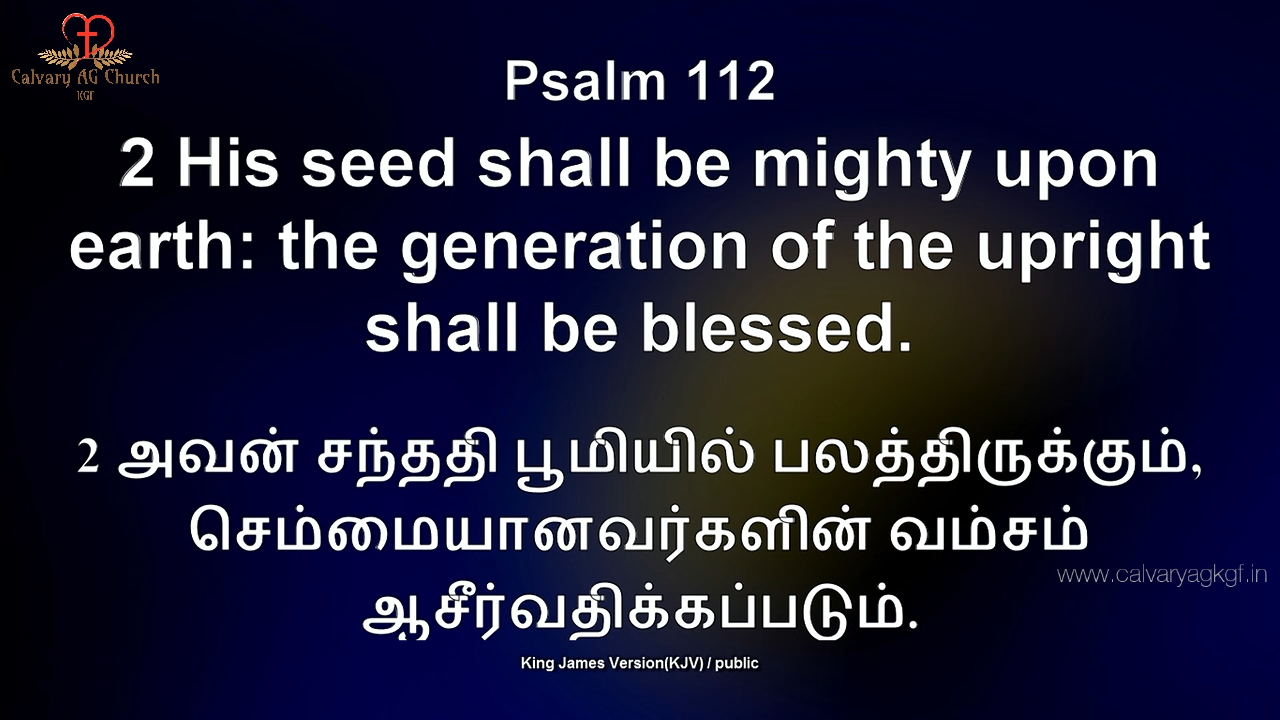 Calvary AG Church
KGF
Psalm 112
2 His seed shall be mighty upon
earth: the generation of the upright
shall be blessed.
2 அவன் சந்ததி பூமியில் பலத்திருக்கும்,
செம்மையானவர்களின் வம்சம்
www.calvaryagkgf.in
ஆசீர்வதிக்கப்படும்.
King James Version(KJV) / public